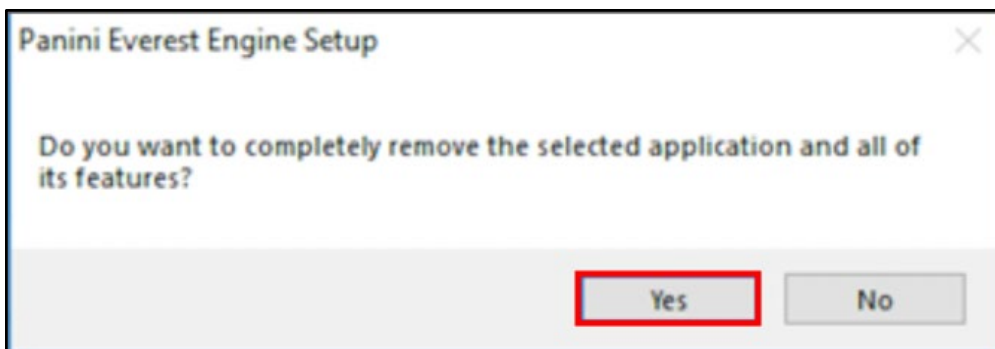 Panini Everest Engine Setup
Do you want to completely remove the selected application and all of
its features?
Yes
No